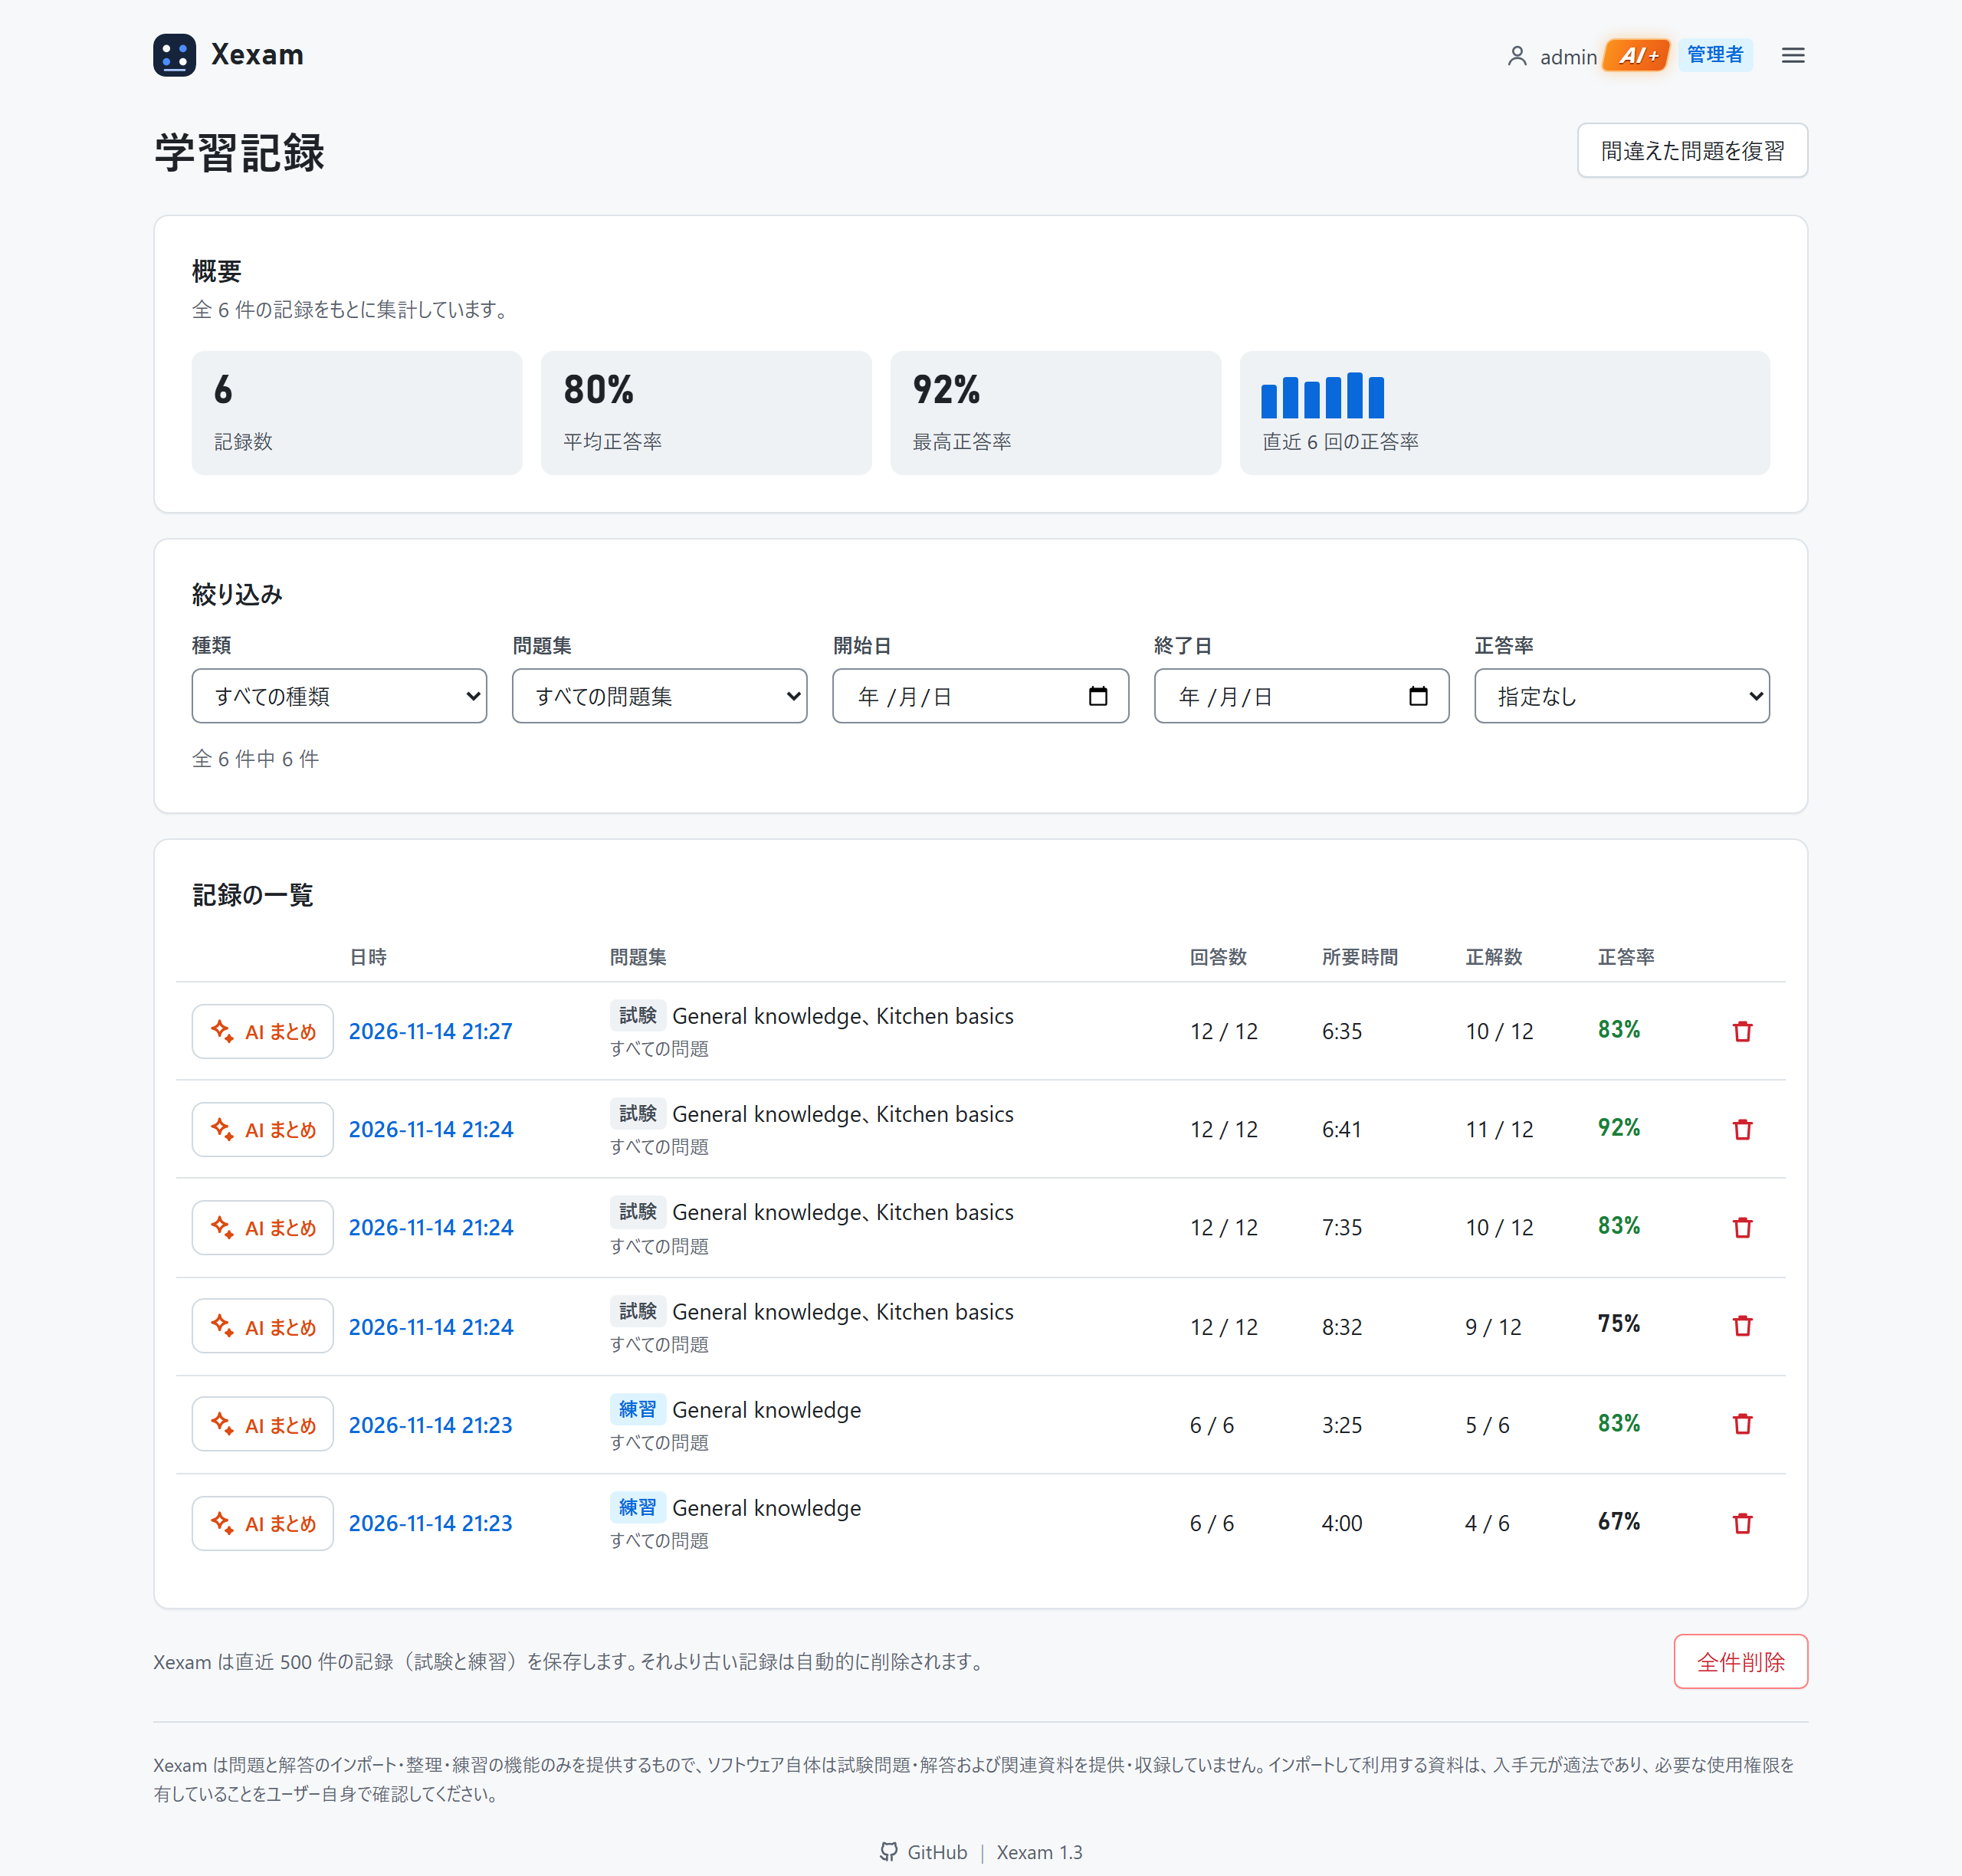 Xexam
admin AI+ 管理者
学習記録
間違えた問題を復習
概要
全 6 件の記録をもとに集計しています。
6
記録数
80%
平均正答率
92%
最高正答率
直近 6 回の正答率
絞り込み
種類 問題集 開始日 終了日 正答率
すべての種類 すべての問題集 年 /月/日 年 /月/日 指定なし
全 6 件中 6 件
記録の一覧
日時 問題集 回答数 所要時間 正解数 正答率
AI まとめ 2026-11-14 21:27 試験 General knowledge、Kitchen basics 12 / 12 6:35 10 / 12 83%
すべての問題
AI まとめ 2026-11-14 21:24 試験 General knowledge、Kitchen basics 12 / 12 6:41 11 / 12 92%
すべての問題
AI まとめ 2026-11-14 21:24 試験 General knowledge、Kitchen basics 12 / 12 7:35 10 / 12 83%
すべての問題
AI まとめ 2026-11-14 21:24 試験 General knowledge、Kitchen basics 12 / 12 8:32 9 / 12 75%
すべての問題
AI まとめ 2026-11-14 21:23 練習 General knowledge 6 / 6 3:25 5 / 6 83%
すべての問題
AI まとめ 2026-11-14 21:23 練習 General knowledge 6 / 6 4:00 4 / 6 67%
すべての問題
Xexam は直近 500 件の記録（試験と練習）を保存します。それより古い記録は自動的に削除されます。
全件削除
Xexam は問題と解答のインポート・整理・練習の機能のみを提供するもので、ソフトウェア自体は試験問題・解答および関連資料を提供・収録していません。インポートして利用する資料は、入手元が適法であり、必要な使用権限を
有していることをユーザー自身で確認してください。
GitHub | Xexam 1.3